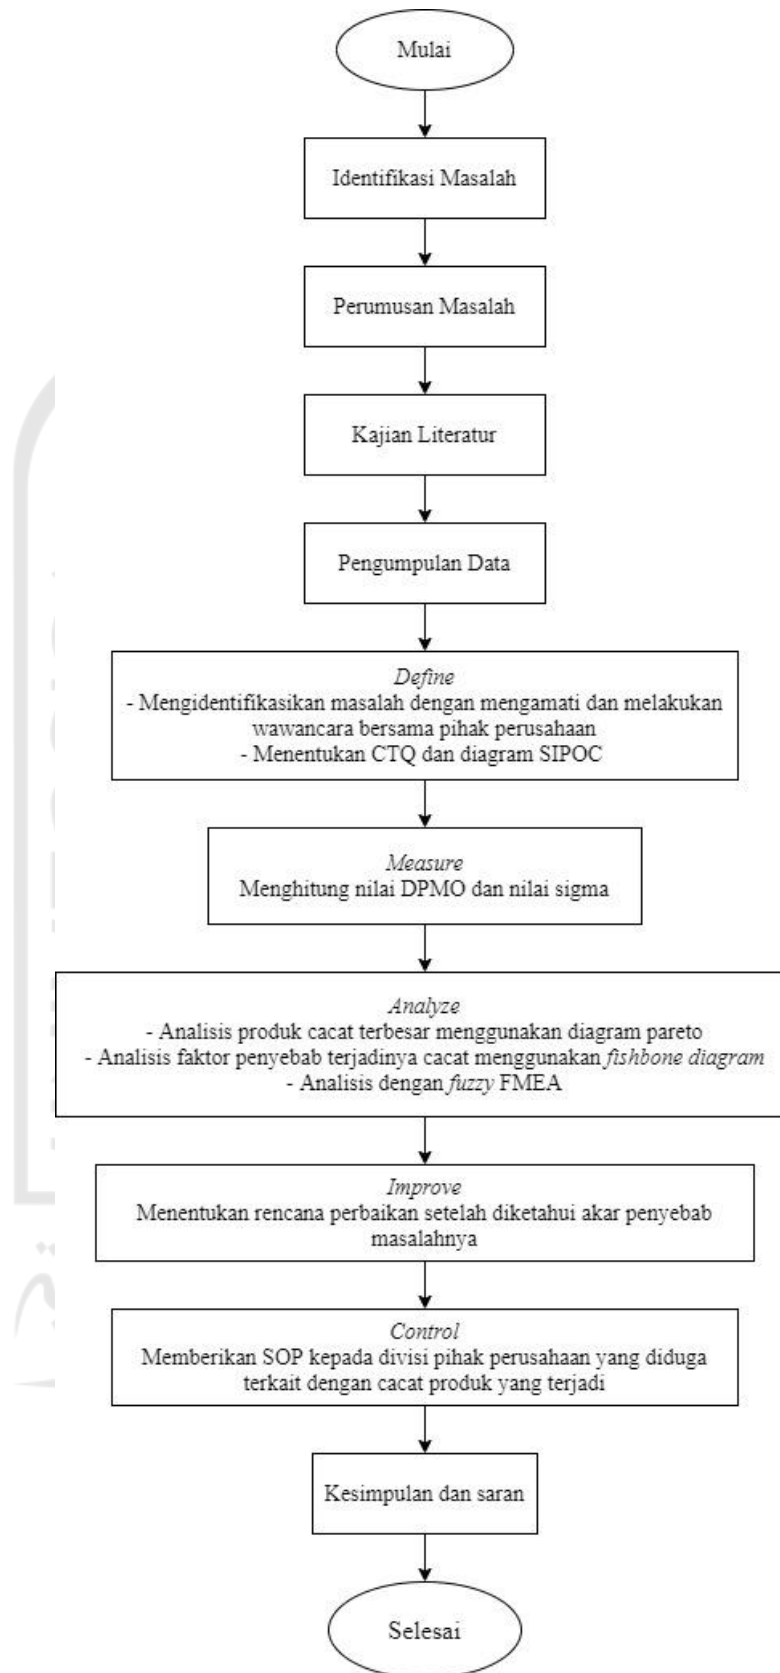 Mulai
Identifikasi Masalah
Perumusan Masalah
Kajian Literatur
Pengumpulan Data
Define
- Mengidentifikasikan masalah dengan mengamati dan melakukan
wawancara bersama pihak perusahaan
- Menentukan CTQ dan diagram SIPOC
Measure
Menghitung nilai DPMO dan nilai sigma
Analyze
- Analisis produk cacat terbesar menggunakan diagram pareto
- Analisis faktor penyebab terjadinya cacat menggunakan fishbone diagram
- Analisis dengan fuzzy FMEA
Improve
Menentukan rencana perbaikan setelah diketahui akar penyebab
masalahnya
Control
Memberikan SOP kepada divisi pihak perusahaan yang diduga
terkait dengan cacat produk yang terjadi
Kesimpulan dan saran
Selesai